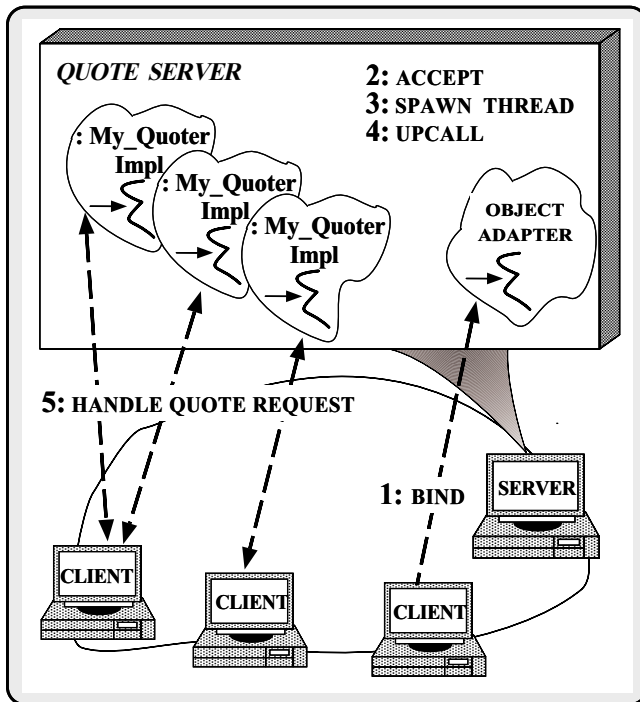 QUOTE SERVER
2: ACCEPT
3: SPAWN THREAD
4: UPCALL
: My_Quoter
Impl
: My_Quoter
Impl
: My_Quoter
Impl
OBJECT
ADAPTER
5: HANDLE QUOTE REQUEST
1: BIND
SERVER
CLIENT
CLIENT
CLIENT